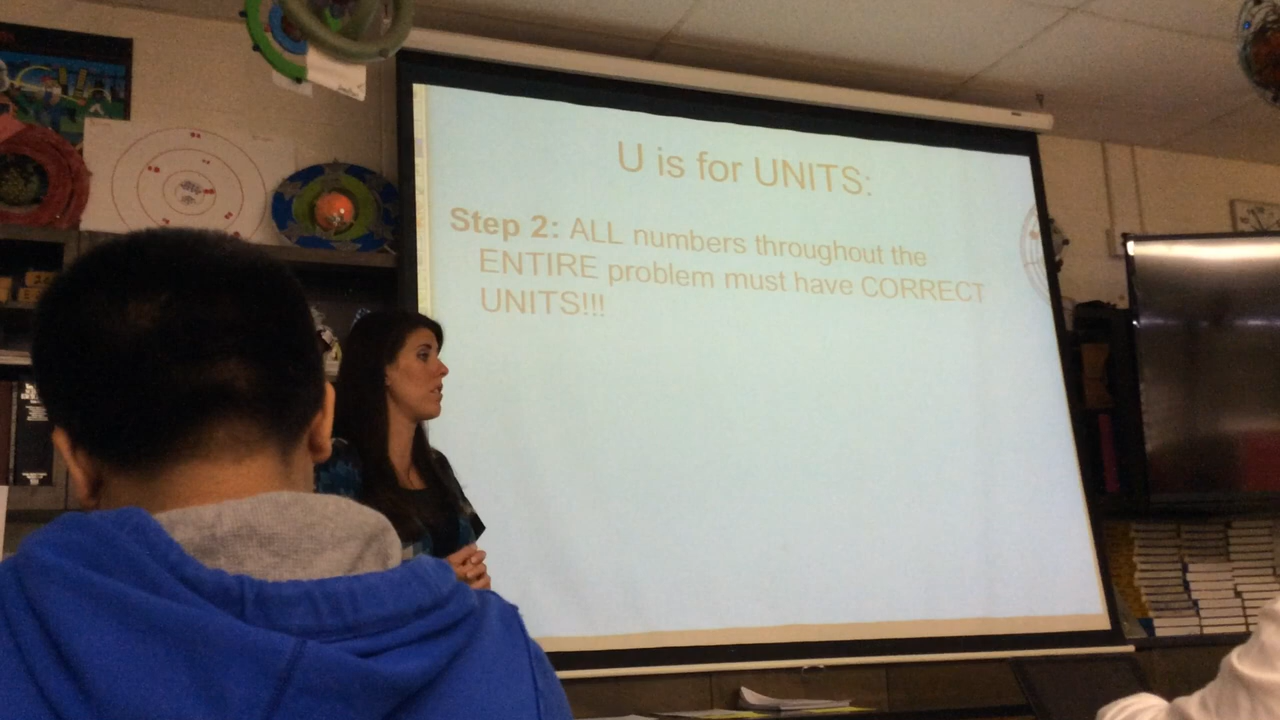 U is for UNITS:
Step 2: ALL numbers throughout the
ENTIRE problem must have CORRECT
UNITS!!!